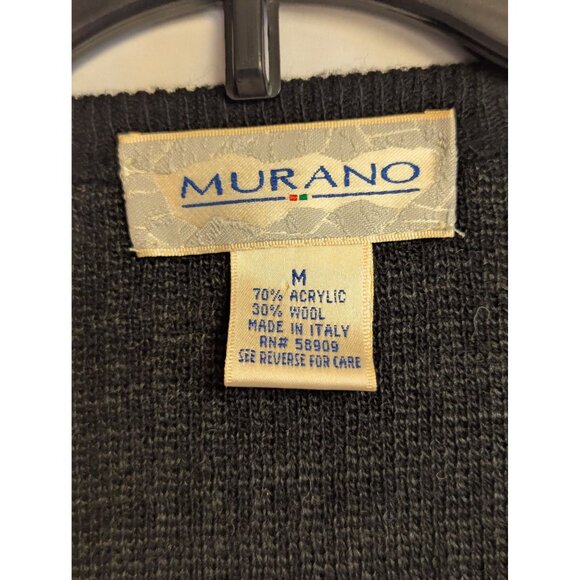 MURANO
M
70% ACRYLIC
30% WOOL
MADE IN ITALY
RN# 58909
SEE REVERSE FOR CARE